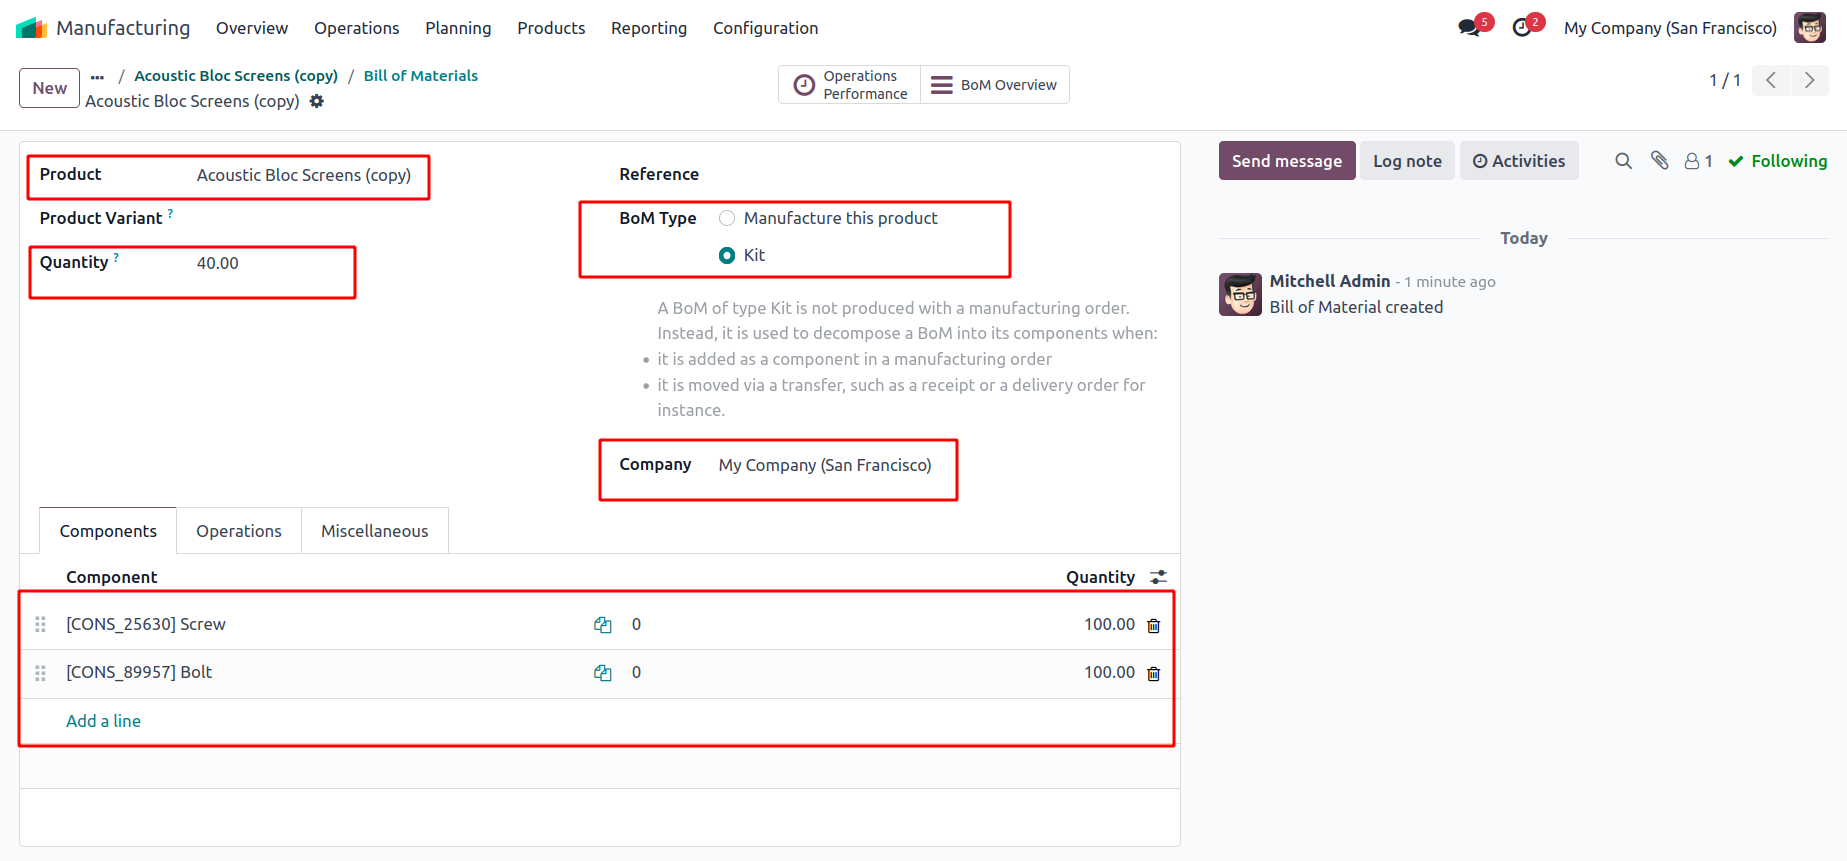 Manufacturing Overview Operations Planning Products Reporting Configuration 5 2 My Company (San Francisco)
New ... / Acoustic Bloc Screens (copy) / Bill of Materials
Acoustic Bloc Screens (copy)
Operations Performance
BoM Overview
1 / 1
Send message Log note Activities 1 Following
Product Acoustic Bloc Screens (copy)
Product Variant ?
Quantity ? 40.00
Reference
BoM Type Manufacture this product
Kit
A BoM of type Kit is not produced with a manufacturing order.
Instead, it is used to decompose a BoM into its components when:
• it is added as a component in a manufacturing order
• it is moved via a transfer, such as a receipt or a delivery order for
instance.
Company My Company (San Francisco)
Today
Mitchell Admin - 1 minute ago
Bill of Material created
Components Operations Miscellaneous
Component Quantity
[CONS_25630] Screw 0 100.00
[CONS_89957] Bolt 0 100.00
Add a line